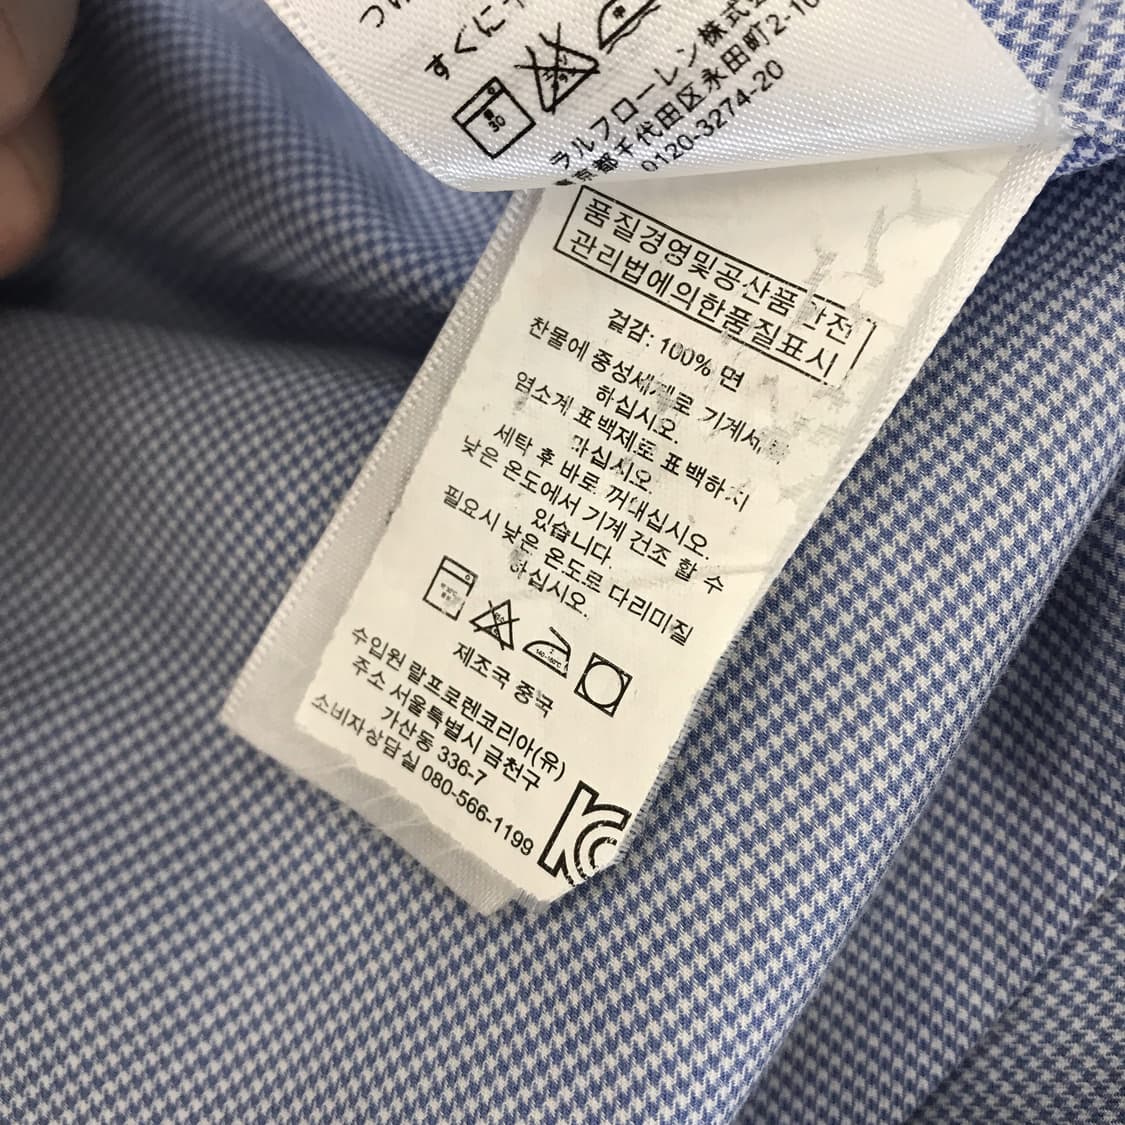 すぐに
30
ラルフローレン株式
京都千代田区永田町2-1
0120-3274-20
품질경영및공산품안전
관리법에의한품질표시
겉감: 100% 면
찬물에 중성세제로 기계세
하십시오.
염소계 표백제로 표백하지
마십시오.
세탁 후 바로 꺼내십시오.
낮은 온도에서 기계 건조 할 수
있습니다.
필요시 낮은 온도로 다리미질
하십시오.
140-160℃
제조국 중국
수입원 랄프로렌코리아(유)
주소 서울특별시 금천구
가산동 336-7
소비자상담실 080-566-1199
KC